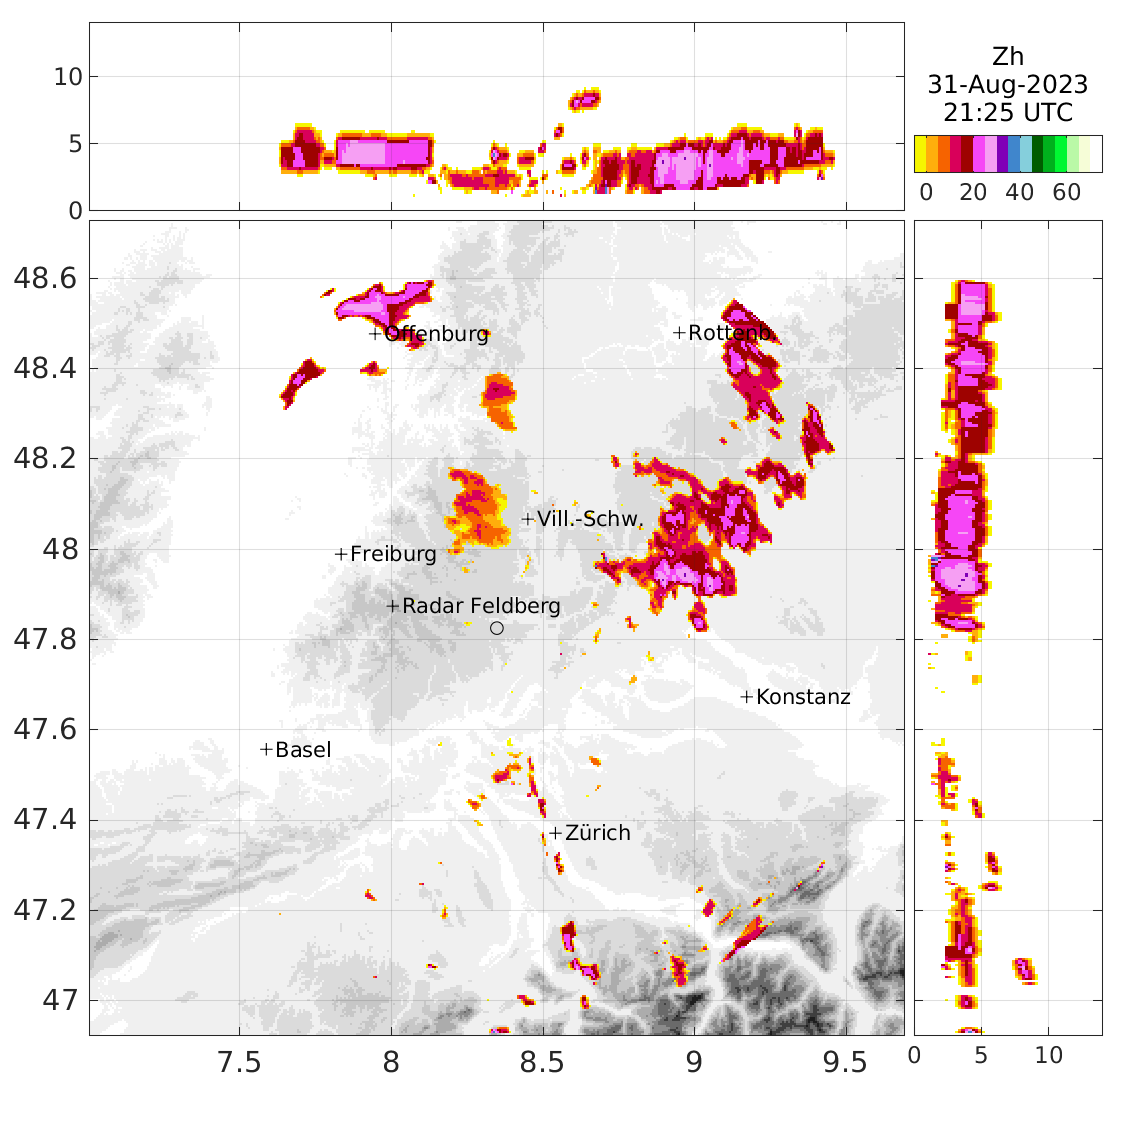 10
5
0
Zh
31-Aug-2023
21:25 UTC
0 20 40 60
48.6
48.4
48.2
48
47.8
47.6
47.4
47.2
47
Offenburg
Rottenb.
Vill.-Schw.
Freiburg
Radar Feldberg
Konstanz
Basel
Zürich
7.5 8 8.5 9 9.5
0 5 10